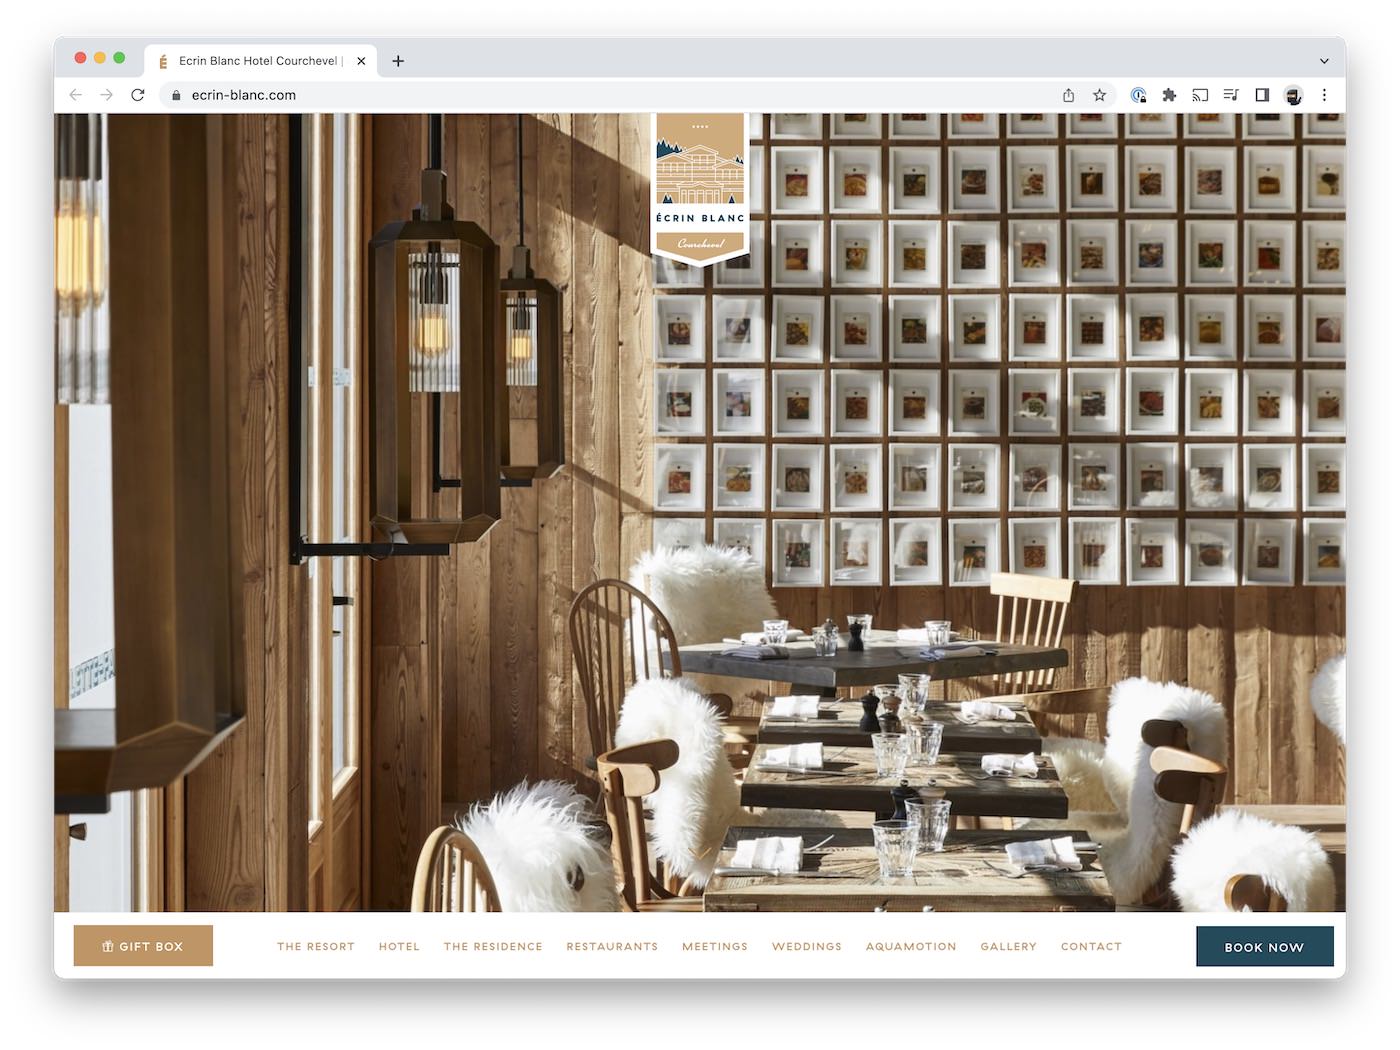 Ecrin Blanc Hotel Courchevel |
ecrin-blanc.com
ÉCRIN BLANC
Courchevel
GIFT BOX
THE RESORT
HOTEL
THE RESIDENCE
RESTAURANTS
MEETINGS
WEDDINGS
AQUAMOTION
GALLERY
CONTACT
BOOK NOW